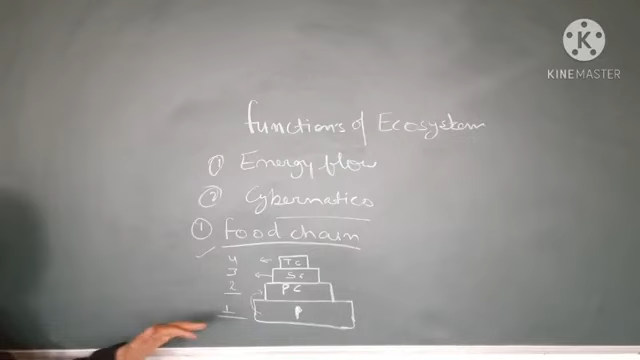 K
KINEMASTER
functions of Ecosystem
① Energy flow
② Cybernatics
① Food chain
4 TC
3 SC
2 PC
1 P